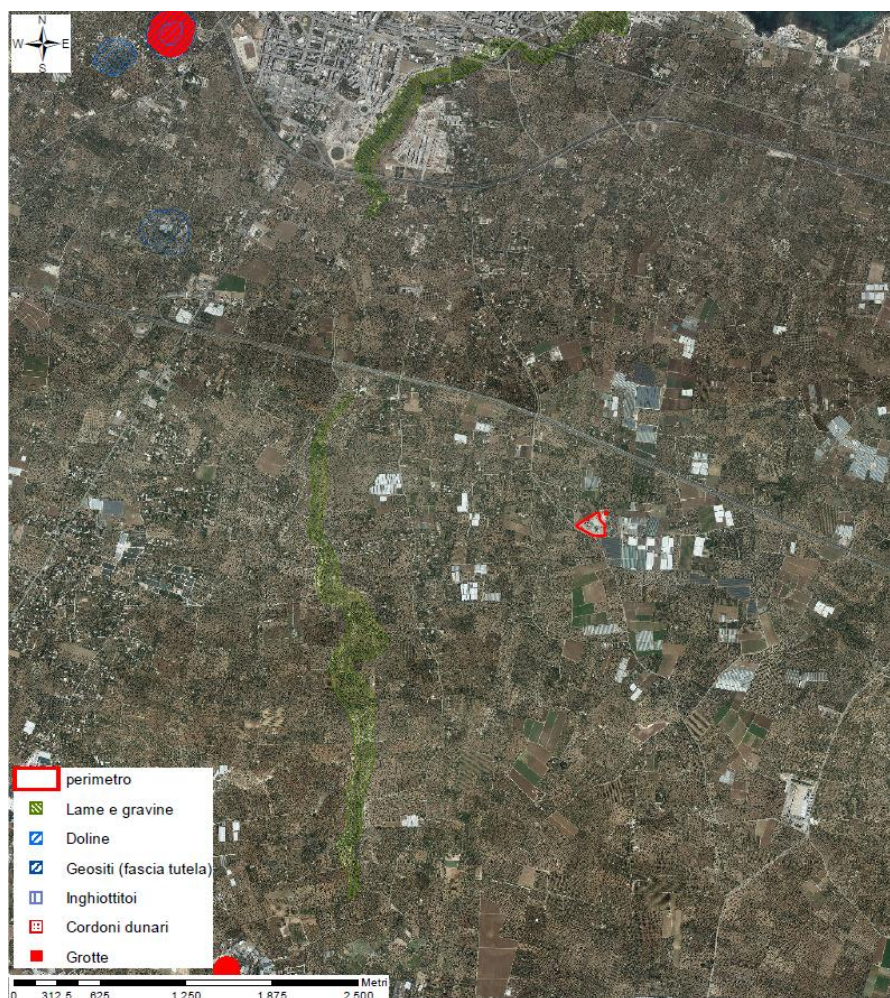 N
W E
S
perimetro
Lame e gravine
Doline
Geositi (fascia tutela)
Inghiottitoi
Cordoni dunari
Grotte
Metri
0 312,5 625 1.250 1.875 2.500